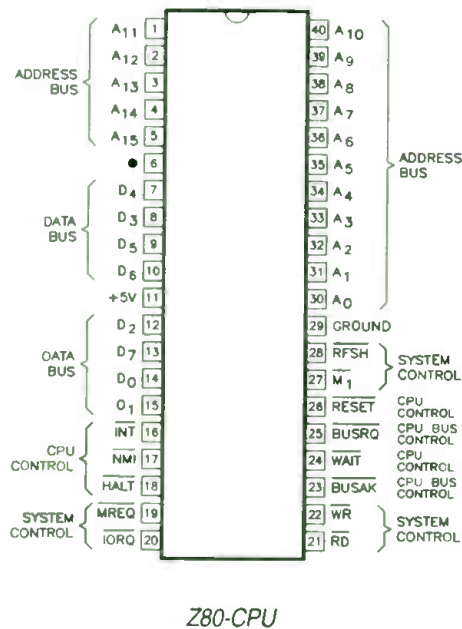 A11 1
A12 2
A13 3
A14 4
A15 5
● 6
D4 7
D3 8
D5 9
D6 10
+5V 11
D2 12
D7 13
D0 14
D1 15
INT 16
NMI 17
HALT 18
MREQ 19
IORQ 20
ADDRESS
BUS
DATA
BUS
DATA
BUS
CPU
CONTROL
SYSTEM
CONTROL
40 A10
39 A9
38 A8
37 A7
36 A6
35 A5
34 A4
33 A3
32 A2
31 A1
30 A0
29 GROUND
28 RFSH
27 M1
26 RESET
25 BUSRQ
24 WAIT
23 BUSAK
22 WR
21 RD
ADDRESS
BUS
SYSTEM
CONTROL
CPU
CONTROL
CPU BUS
CONTROL
CPU
CONTROL
CPU BUS
CONTROL
SYSTEM
CONTROL
Z80-CPU